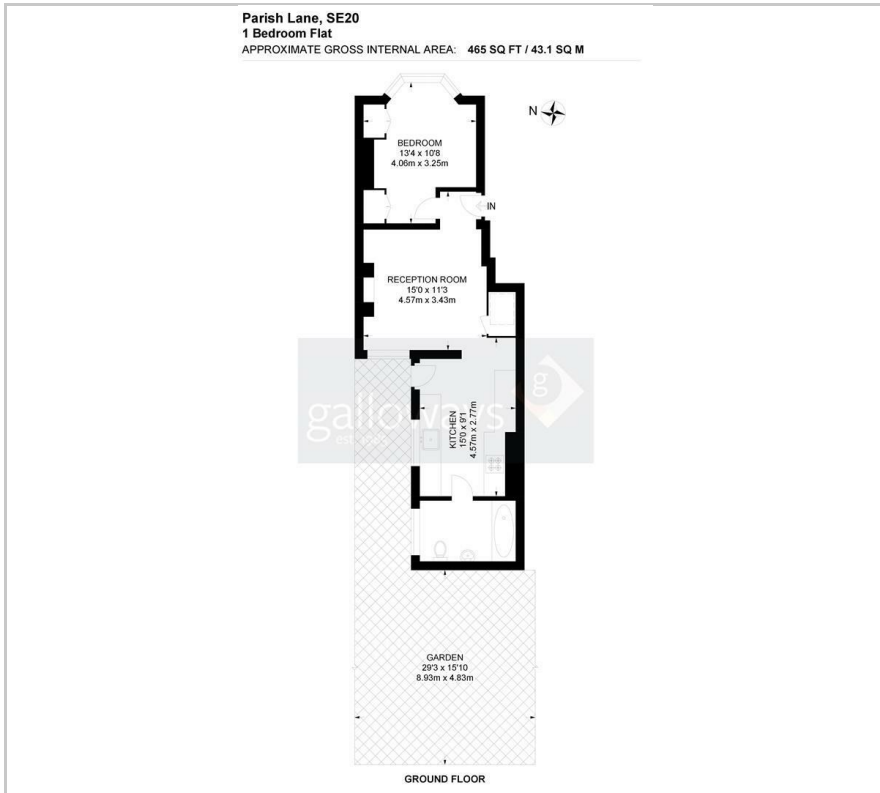 Parish Lane, SE20
1 Bedroom Flat
APPROXIMATE GROSS INTERNAL AREA: 465 SQ FT / 43.1 SQ M
N
BEDROOM
13'4 x 10'8
4.06m x 3.25m
IN
RECEPTION ROOM
15'0 x 11'3
4.57m x 3.43m
g
galloways
KITCHEN
15'0 x 9'1
4.57m x 2.77m
GARDEN
29'3 x 15'10
8.93m x 4.83m
GROUND FLOOR